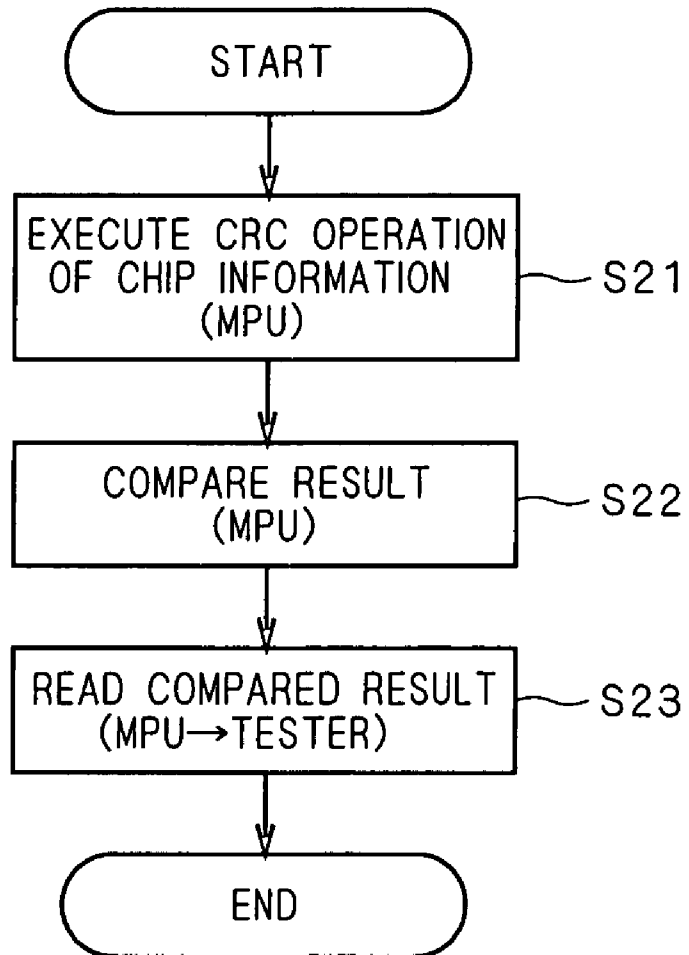 START
EXECUTE CRC OPERATION
OF CHIP INFORMATION
(MPU)
S21
COMPARE RESULT
(MPU)
S22
READ COMPARED RESULT
(MPU→TESTER)
S23
END